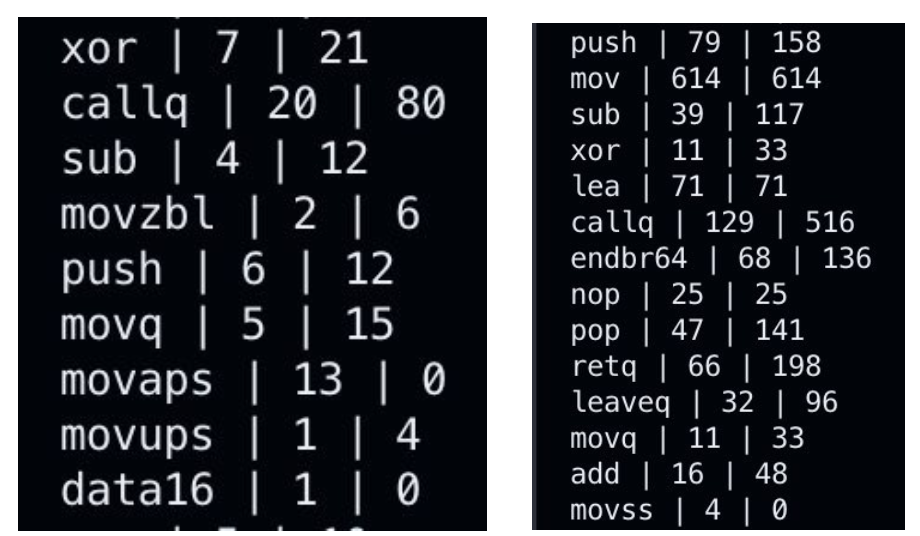 xor | 7 | 21
callq | 20 | 80
sub | 4 | 12
movzbl | 2 | 6
push | 6 | 12
movq | 5 | 15
movaps | 13 | 0
movups | 1 | 4
data16 | 1 | 0
push | 79 | 158
mov | 614 | 614
sub | 39 | 117
xor | 11 | 33
lea | 71 | 71
callq | 129 | 516
endbr64 | 68 | 136
nop | 25 | 25
pop | 47 | 141
retq | 66 | 198
leaveq | 32 | 96
movq | 11 | 33
add | 16 | 48
movss | 4 | 0